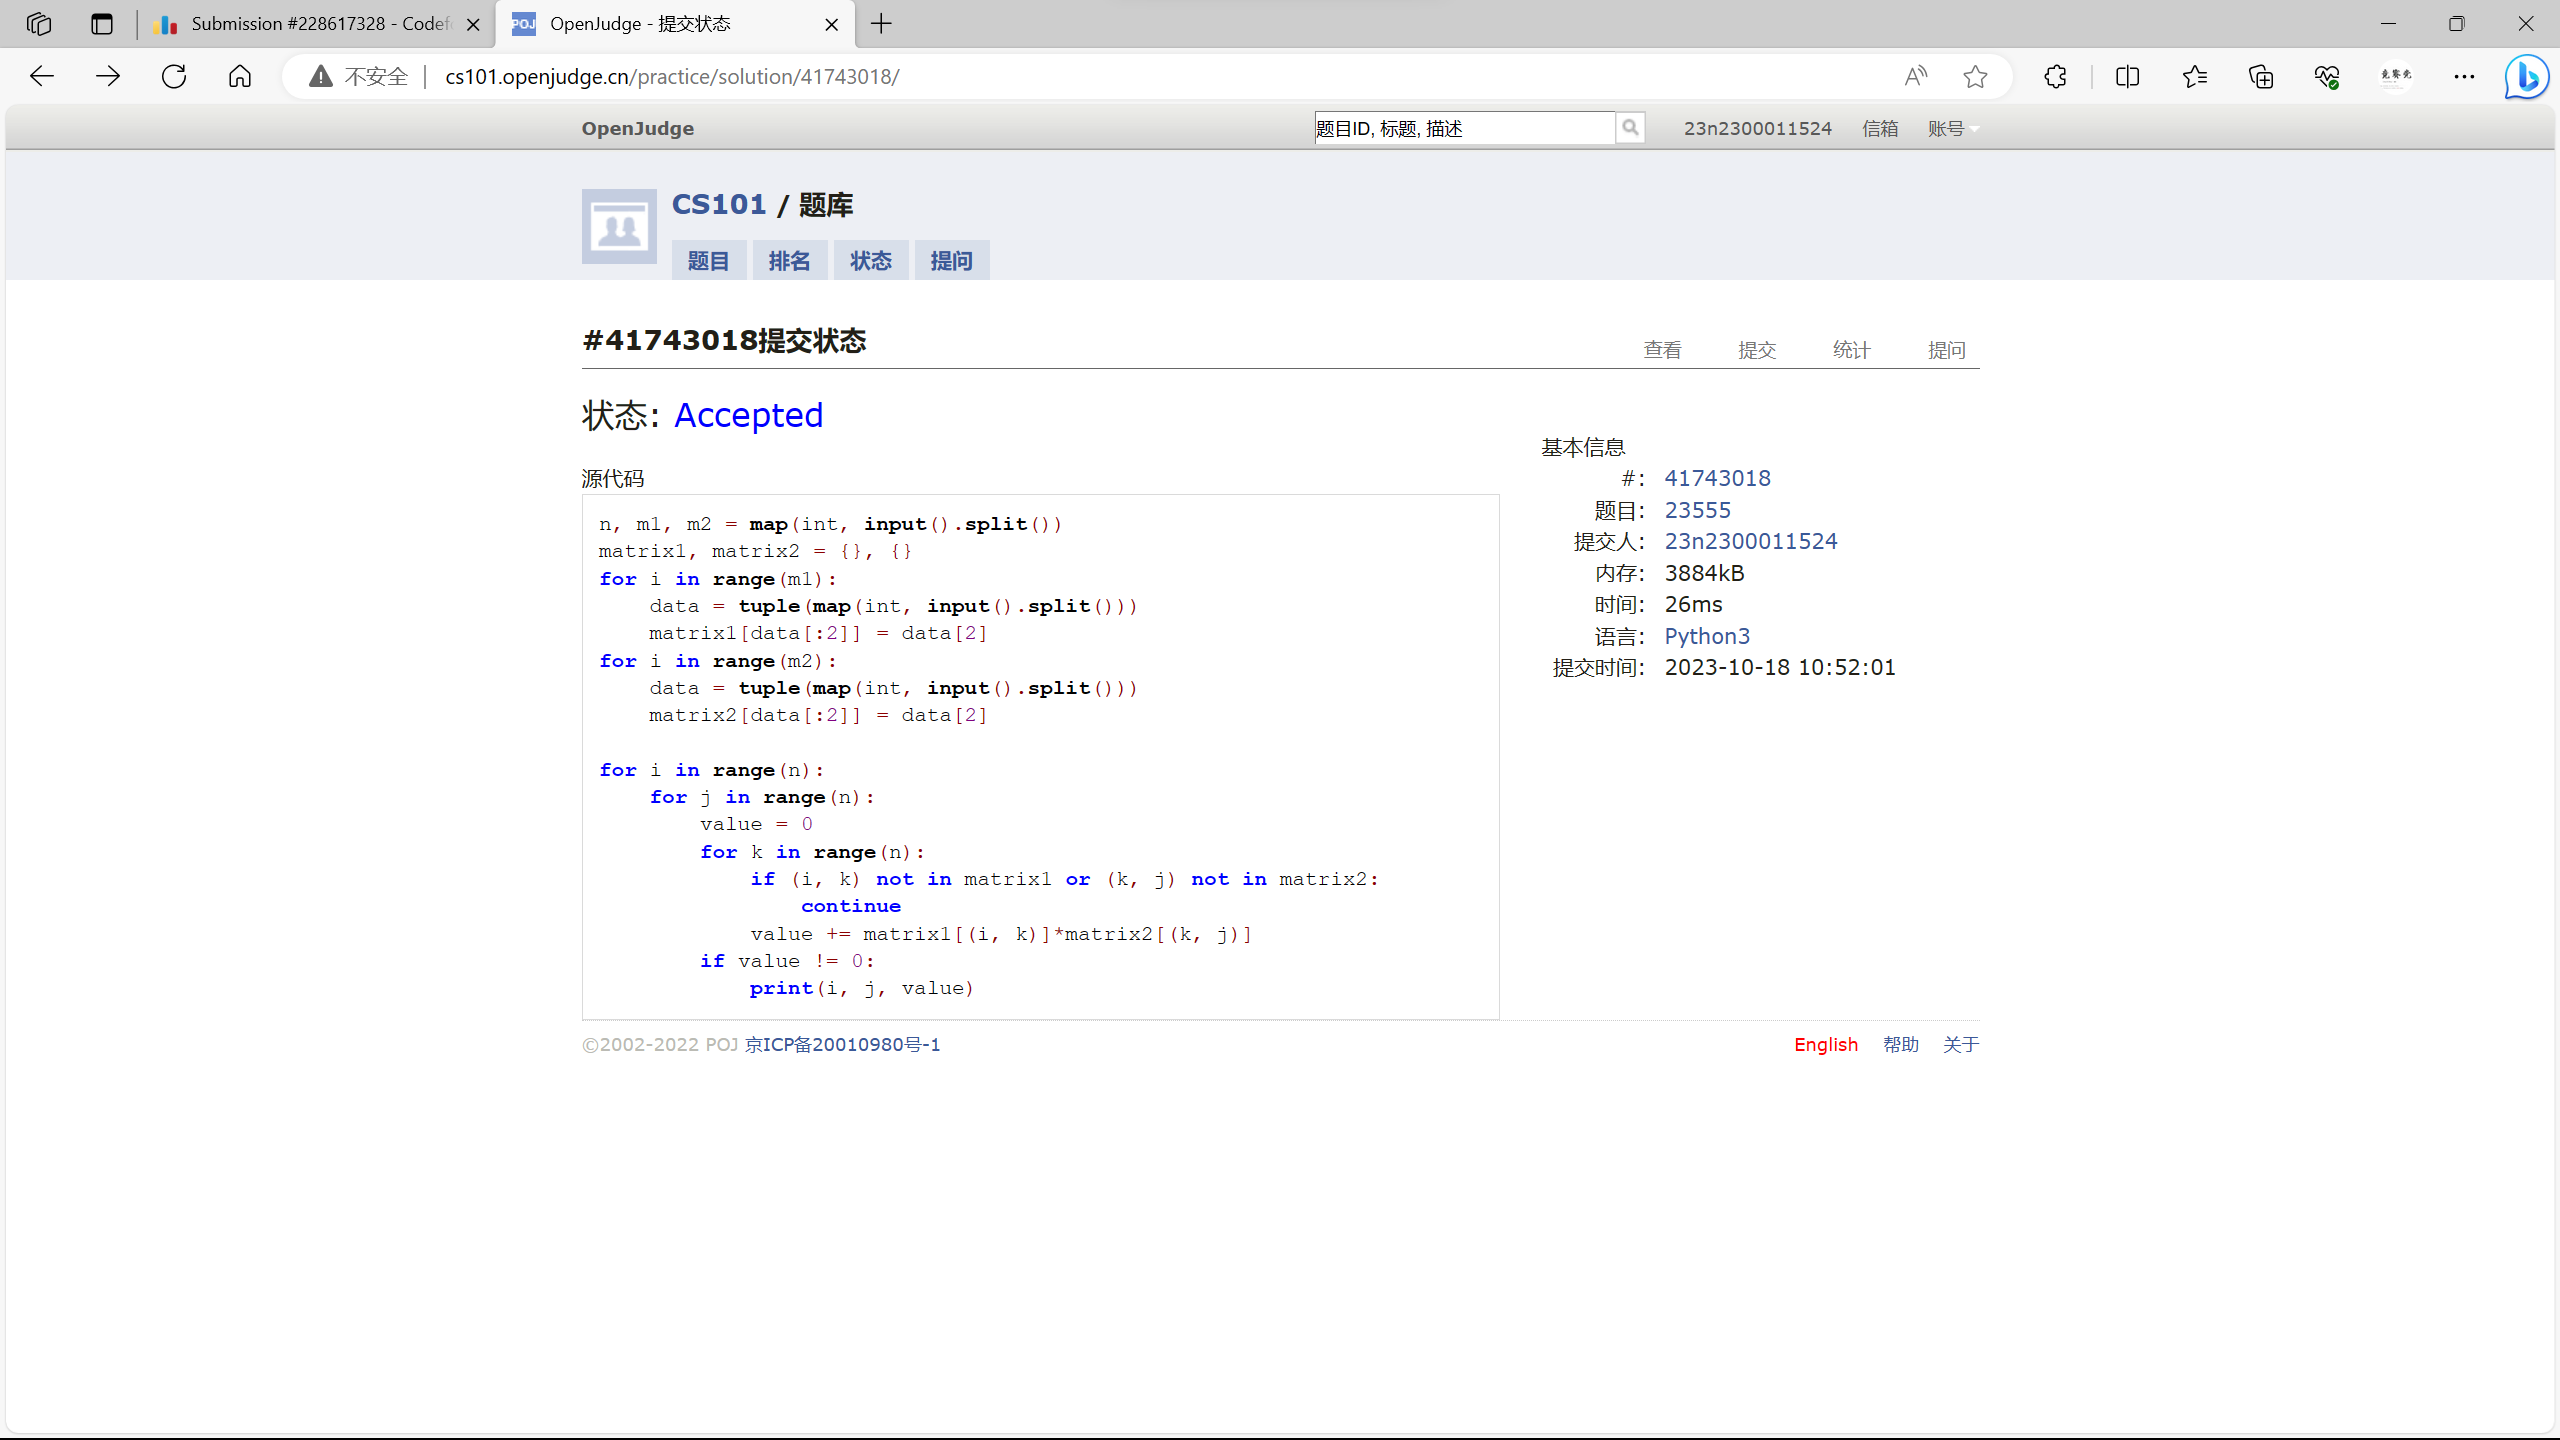 Submission #228617328 - Codef
OpenJudge - 提交状态
不安全
cs101.openjudge.cn/practice/solution/41743018/
OpenJudge
题目ID, 标题, 描述
23n2300011524 信箱 账号
CS101 / 题库
题目 排名 状态 提问
#41743018提交状态
查看 提交 统计 提问
状态: Accepted
源代码
n, m1, m2 = map(int, input().split())
matrix1, matrix2 = {}, {}
for i in range(m1):
    data = tuple(map(int, input().split()))
    matrix1[data[:2]] = data[2]
for i in range(m2):
    data = tuple(map(int, input().split()))
    matrix2[data[:2]] = data[2]
for i in range(n):
    for j in range(n):
        value = 0
        for k in range(n):
            if (i, k) not in matrix1 or (k, j) not in matrix2:
                continue
            value += matrix1[(i, k)]*matrix2[(k, j)]
        if value != 0:
            print(i, j, value)
基本信息
#: 41743018
题目: 23555
提交人: 23n2300011524
内存: 3884kB
时间: 26ms
语言: Python3
提交时间: 2023-10-18 10:52:01
©2002-2022 POJ 京ICP备20010980号-1
English 帮助 关于